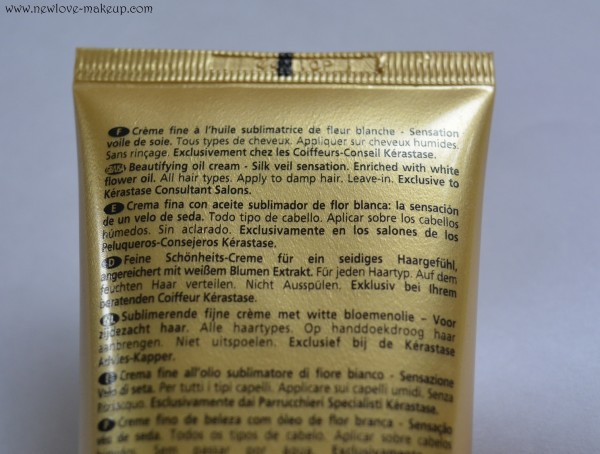 www.newlove-makeup.com
F Crème fine à l'huile sublimatrice de fleur blanche - Sensation
voile de soie. Tous types de cheveux. Appliquer sur cheveux humides.
Sans rinçage. Exclusivement chez les Coiffeurs-Conseil Kérastase.
Beautifying oil cream - Silk veil sensation. Enriched with white
flower oil. All hair types. Apply to damp hair. Leave-in. Exclusive to
Kérastase Consultant Salons.
E Crema fina con aceite sublimador de flor blanca: la sensación
de un velo de seda. Todo tipo de cabello. Aplicar sobre los cabellos
húmedos. Sin aclarado. Exclusivamente en los salones de los
Peluqueros-Consejeros Kérastase.
D Feine Schönheits-Creme für ein seidiges Haargefühl,
angereichert mit weißem Blumen Extrakt. Für jeden Haartyp. Auf dem
feuchten Haar verteilen. Nicht Ausspülen. Exklusiv bei Ihrem
beratenden Coiffeur Kérastase.
Sublimerende fijne crème met witte bloemenolie - Voor
zijdezacht haar. Alle haartypes. Op handdoekdroog haar
aanbrengen. Niet uitspoelen. Exclusief bij de Kérastase
Advies-Kapper.
Crema fine all'olio sublimatore di fiore bianco - Sensazione
velo di seta. Per tutti i tipi capelli. Applicare sui capelli umidi. Senza
risciacquo. Esclusivamente dai Parrucchieri Specialisti Kérastase.
P Creme fino de beleza com óleo de flor branca - Sensação
véu de seda. Todos os tipos de cabelo. Aplicar sobre cabelos
Sem passar por água. Exclusivamente